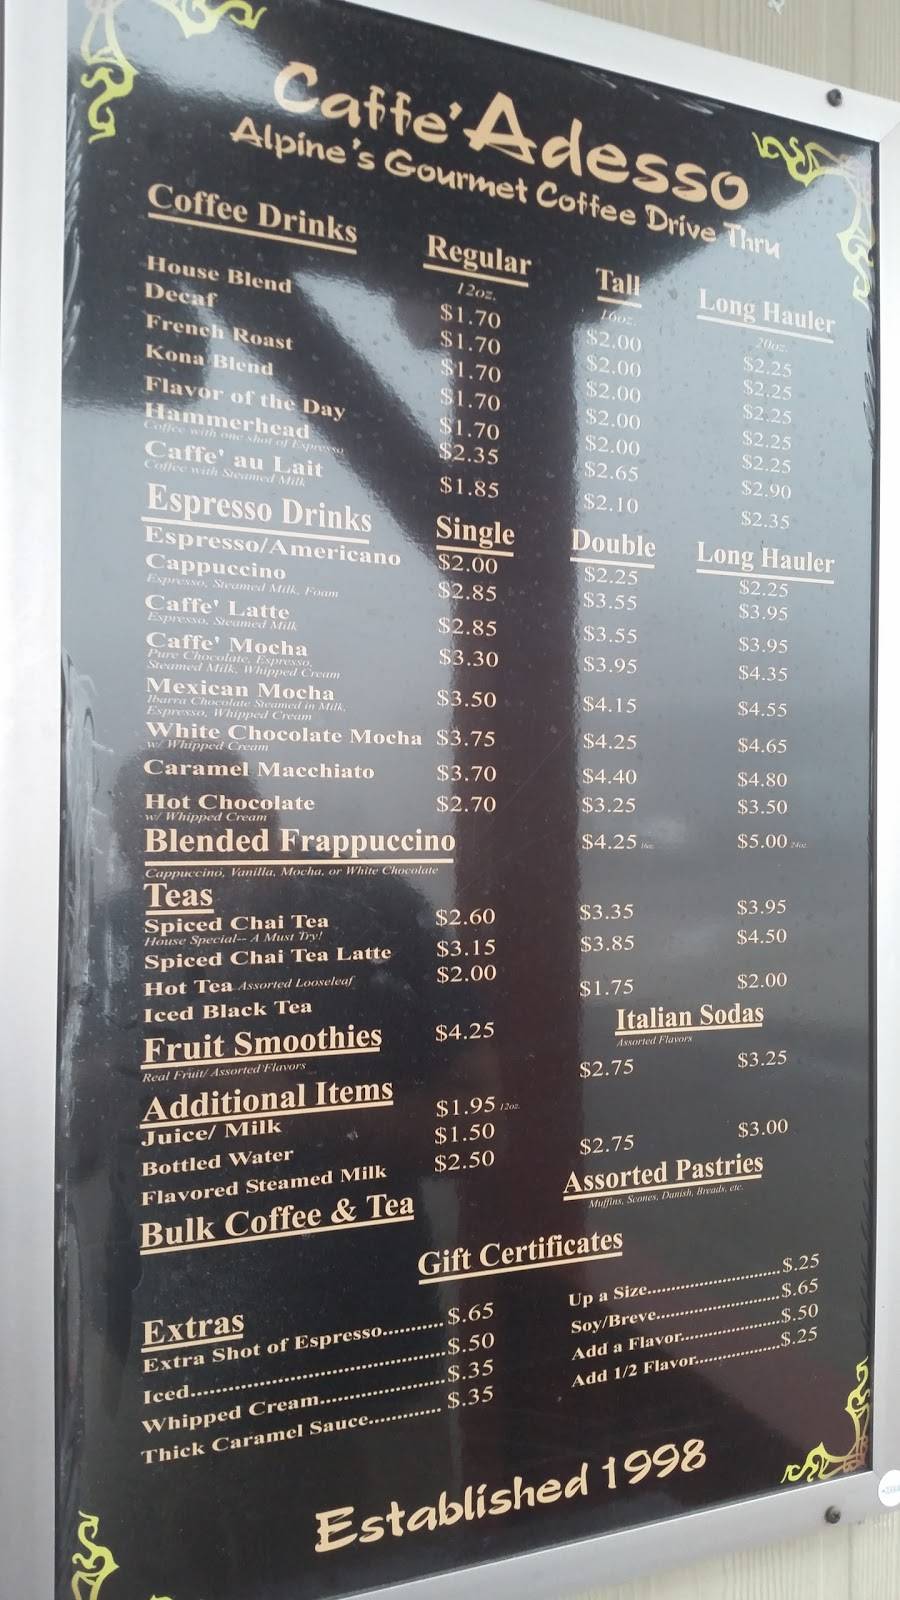 Caffe' Adesso
Alpine's Gourmet Coffee Drive Thru
Coffee Drinks Regular Tall Long Hauler
12oz. 16oz. 20oz.
House Blend $1.70 $2.00 $2.25
Decaf $1.70 $2.00 $2.25
French Roast $1.70 $2.00 $2.25
Kona Blend $1.70 $2.00 $2.25
Flavor of the Day $1.70 $2.00 $2.25
Hammerhead $2.35 $2.65 $2.90
Coffee with one shot of Espresso
Caffe' au Lait $1.85 $2.10 $2.35
Coffee with Steamed Milk
Espresso Drinks Single Double Long Hauler
Espresso/Americano $2.00 $2.25 $2.25
Cappuccino $2.85 $3.55 $3.95
Espresso, Steamed Milk, Foam
Caffe' Latte $2.85 $3.55 $3.95
Espresso, Steamed Milk
Caffe' Mocha $3.30 $3.95 $4.35
Pure Chocolate, Espresso,
Steamed Milk, Whipped Cream
Mexican Mocha $3.50 $4.15 $4.55
Ibarra Chocolate Steamed in Milk,
Espresso, Whipped Cream
White Chocolate Mocha $3.75 $4.25 $4.65
w/ Whipped Cream
Caramel Macchiato $3.70 $4.40 $4.80
Hot Chocolate $2.70 $3.25 $3.50
w/ Whipped Cream
Blended Frappuccino $4.25 16oz. $5.00 24oz.
Cappuccino, Vanilla, Mocha, or White Chocolate
Teas
Spiced Chai Tea $2.60 $3.35 $3.95
House Special-- A Must Try!
Spiced Chai Tea Latte $3.15 $3.85 $4.50
Hot Tea Assorted Looseleaf $2.00
Iced Black Tea $1.75 $2.00
Fruit Smoothies $4.25
Real Fruit/ Assorted Flavors
Italian Sodas
Assorted Flavors
$2.75 $3.25
Additional Items
Juice/ Milk $1.95 12oz.
Bottled Water $1.50
Flavored Steamed Milk $2.50 $2.75 $3.00
Bulk Coffee & Tea
Assorted Pastries
Muffins, Scones, Danish, Breads, etc.
Gift Certificates
Extras
Extra Shot of Espresso..........$.65
Iced..........$.50
Whipped Cream..........$.35
Thick Caramel Sauce..........$.35
Up a Size..........$.25
Soy/Breve..........$.65
Add a Flavor..........$.50
Add 1/2 Flavor..........$.25
Established 1998